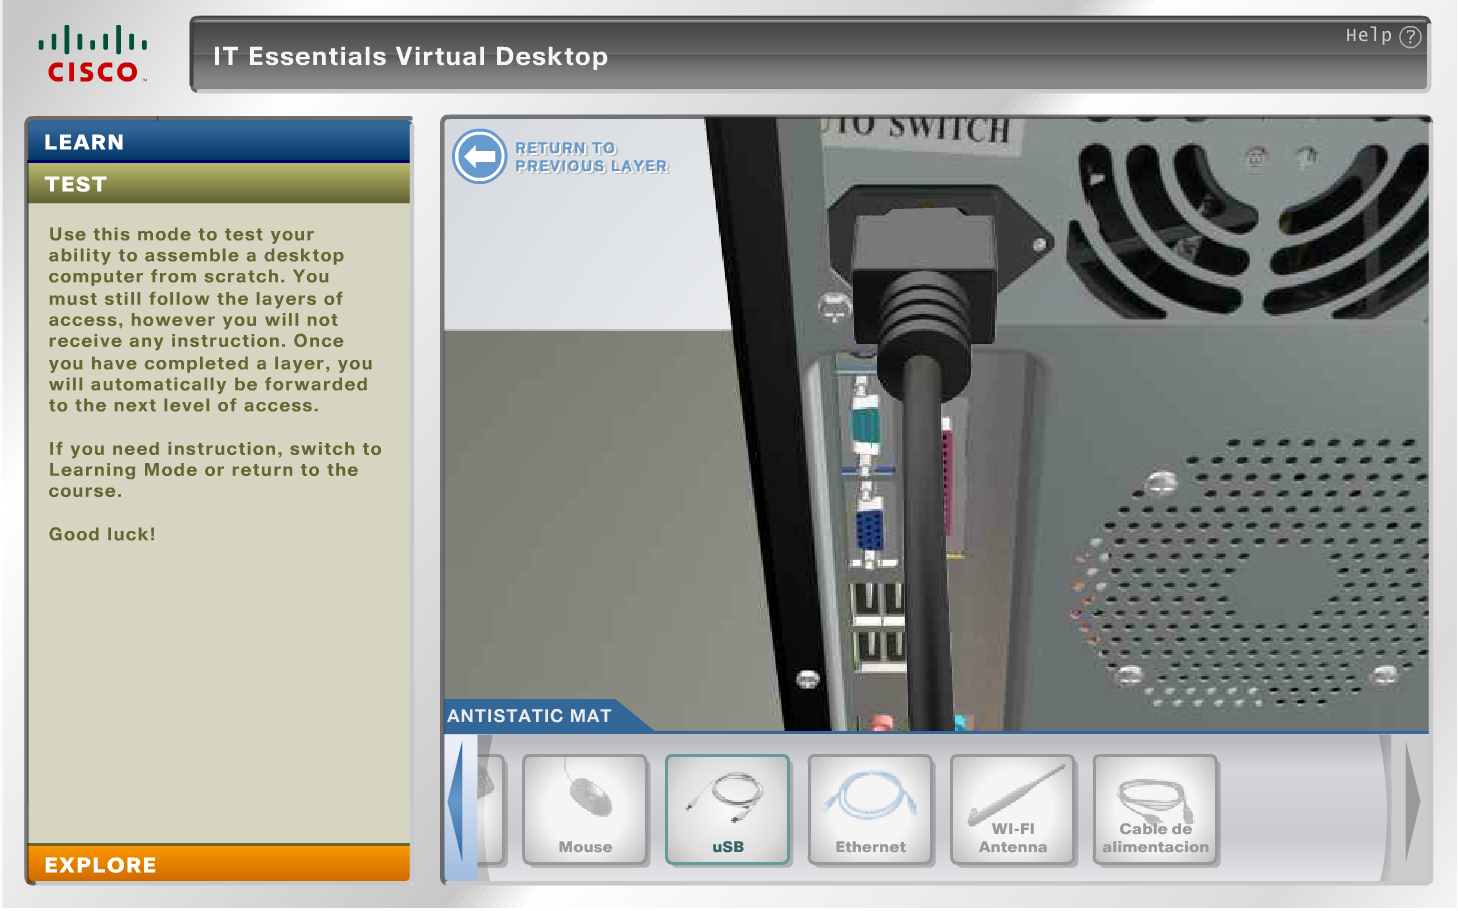 CISCO
IT Essentials Virtual Desktop
Help ?
LEARN
TEST
Use this mode to test your
ability to assemble a desktop
computer from scratch. You
must still follow the layers of
access, however you will not
receive any instruction. Once
you have completed a layer, you
will automatically be forwarded
to the next level of access.
If you need instruction, switch to
Learning Mode or return to the
course.
Good luck!
EXPLORE
RETURN TO
PREVIOUS LAYER
SWITCH
ANTISTATIC MAT
Mouse
uSB
Ethernet
WI-FI
Antenna
Cable de
alimentacion